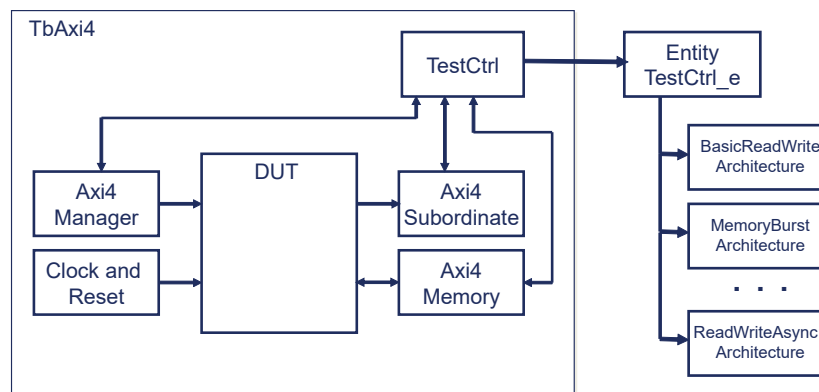 TbAxi4
TestCtrl
Entity
TestCtrl_e
BasicReadWrite
Architecture
DUT
Axi4
Manager
Axi4
Subordinate
MemoryBurst
Architecture
Clock and
Reset
Axi4
Memory
. . .
ReadWriteAsync
Architecture